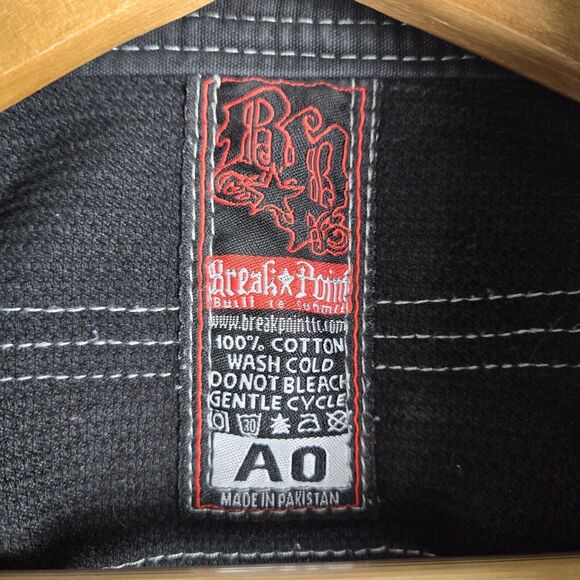 Break Point
Built to Submit
www.breakpointfc.com
100% COTTON
WASH COLD
DO NOT BLEACH
GENTLE CYCLE
30
A0
MADE IN PAKISTAN